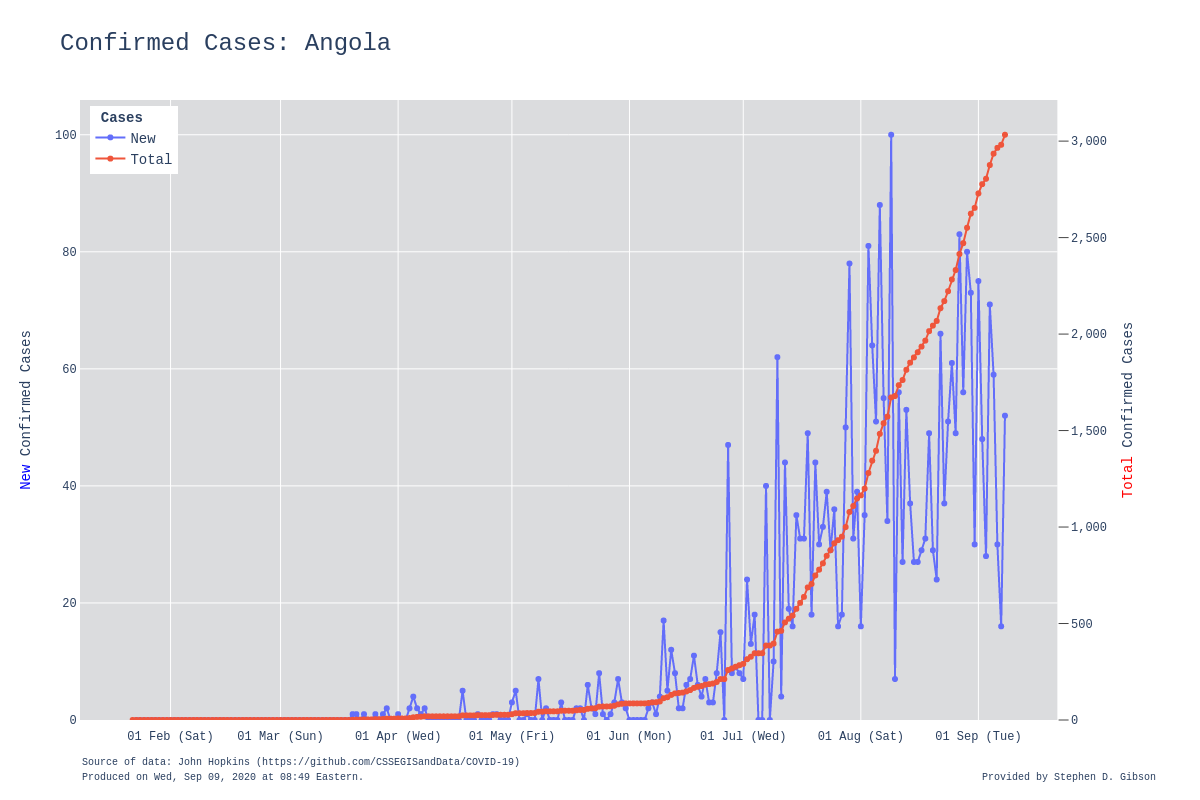 Confirmed Cases: Angola
Cases
New
Total
100
80
60
40
20
0
3,000
2,500
2,000
1,500
1,000
500
0
New Confirmed Cases
Total Confirmed Cases
01 Feb (Sat)
01 Mar (Sun)
01 Apr (Wed)
01 May (Fri)
01 Jun (Mon)
01 Jul (Wed)
01 Aug (Sat)
01 Sep (Tue)
Source of data: John Hopkins (https://github.com/CSSEGISandData/COVID-19)
Produced on Wed, Sep 09, 2020 at 08:49 Eastern.
Provided by Stephen D. Gibson